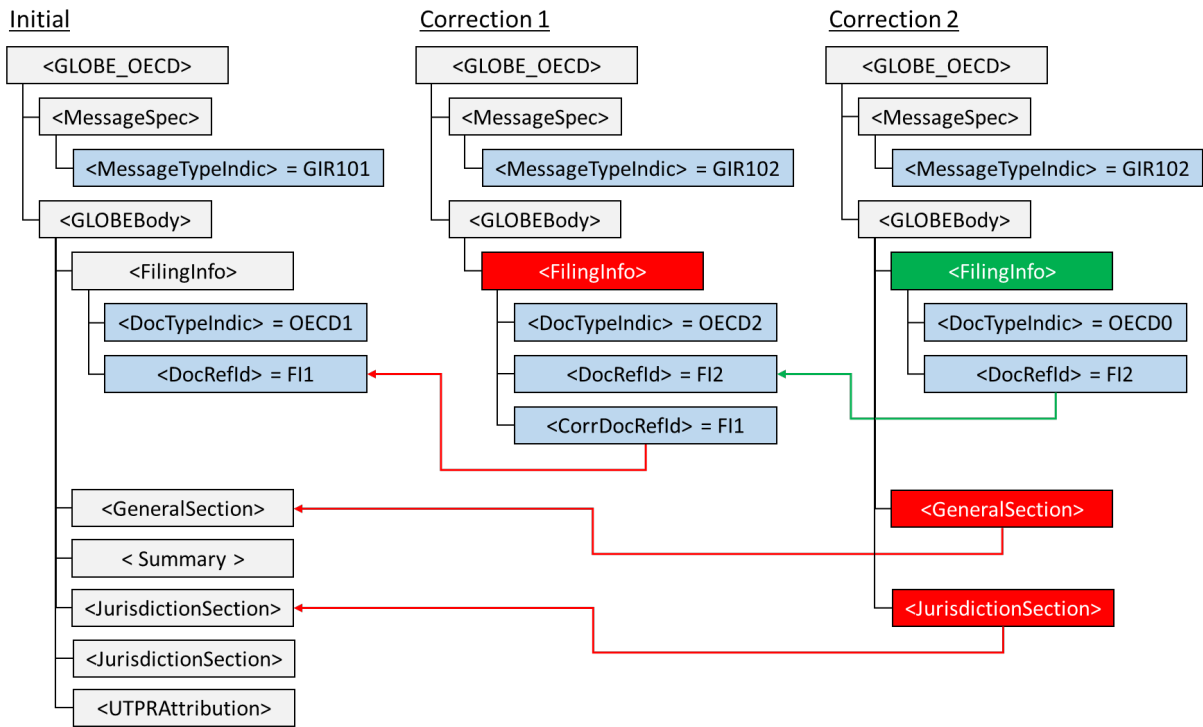 Initial
<GLOBE_OECD>
<MessageSpec>
<MessageTypeIndic> = GIR101
<GLOBEBody>
<FilingInfo>
<DocTypeIndic> = OECD1
<DocRefId> = FI1
<GeneralSection>
< Summary >
<JurisdictionSection>
<JurisdictionSection>
<UTPRAttribution>
Correction 1
<GLOBE_OECD>
<MessageSpec>
<MessageTypeIndic> = GIR102
<GLOBEBody>
<FilingInfo>
<DocTypeIndic> = OECD2
<DocRefId> = FI2
<CorrDocRefId> = FI1
Correction 2
<GLOBE_OECD>
<MessageSpec>
<MessageTypeIndic> = GIR102
<GLOBEBody>
<FilingInfo>
<DocTypeIndic> = OECD0
<DocRefId> = FI2
<GeneralSection>
<JurisdictionSection>